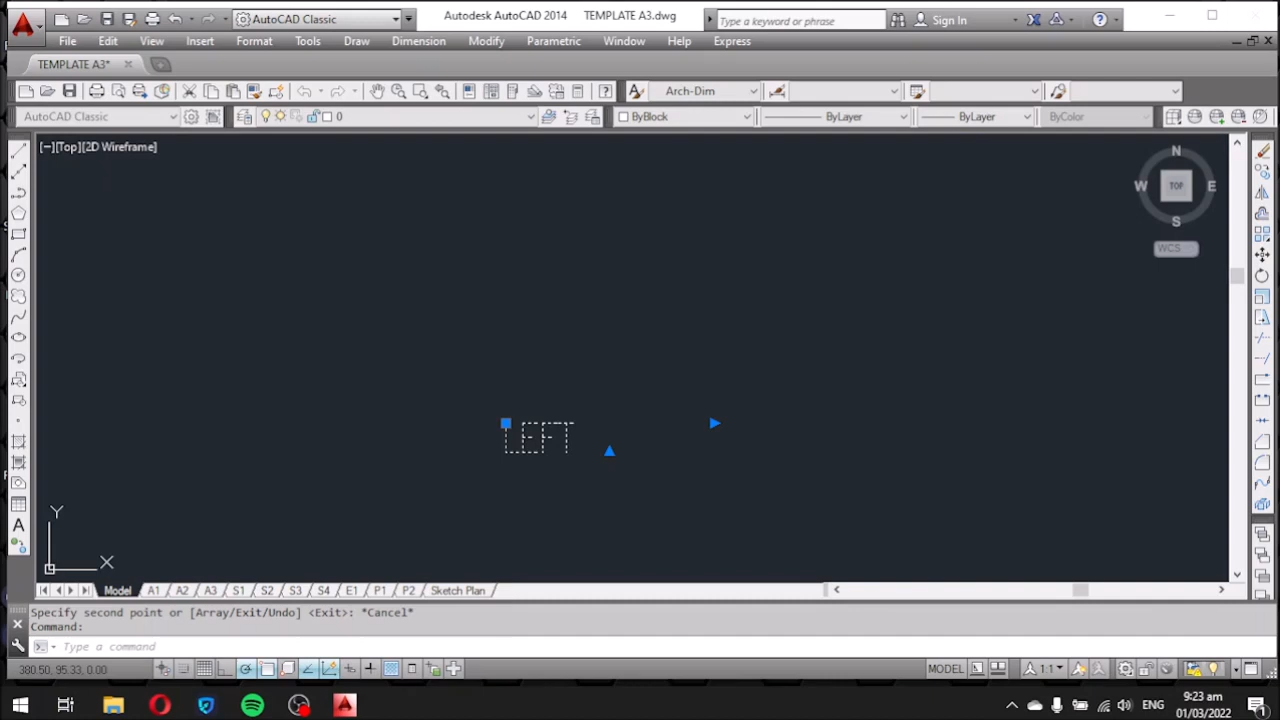 AutoCAD Classic
Autodesk AutoCAD 2014 TEMPLATE A3.dwg
Type a keyword or phrase
Sign In
File Edit View Insert Format Tools Draw Dimension Modify Parametric Window Help Express
TEMPLATE A3*
Arch-Dim
AutoCAD Classic
0
ByBlock
ByLayer
ByLayer
ByColor
[−][Top][2D Wireframe]
N
W TOP E
S
WCS
LEFT
Y
X
Model A1 A2 A3 S1 S2 S3 S4 E1 P1 P2 Sketch Plan
Specify second point or [Array/Exit/Undo] <Exit>: *Cancel*
Command:
Type a command
380.50, 95.33, 0.00
MODEL
1:1
ENG
9:23 am
01/03/2022
1